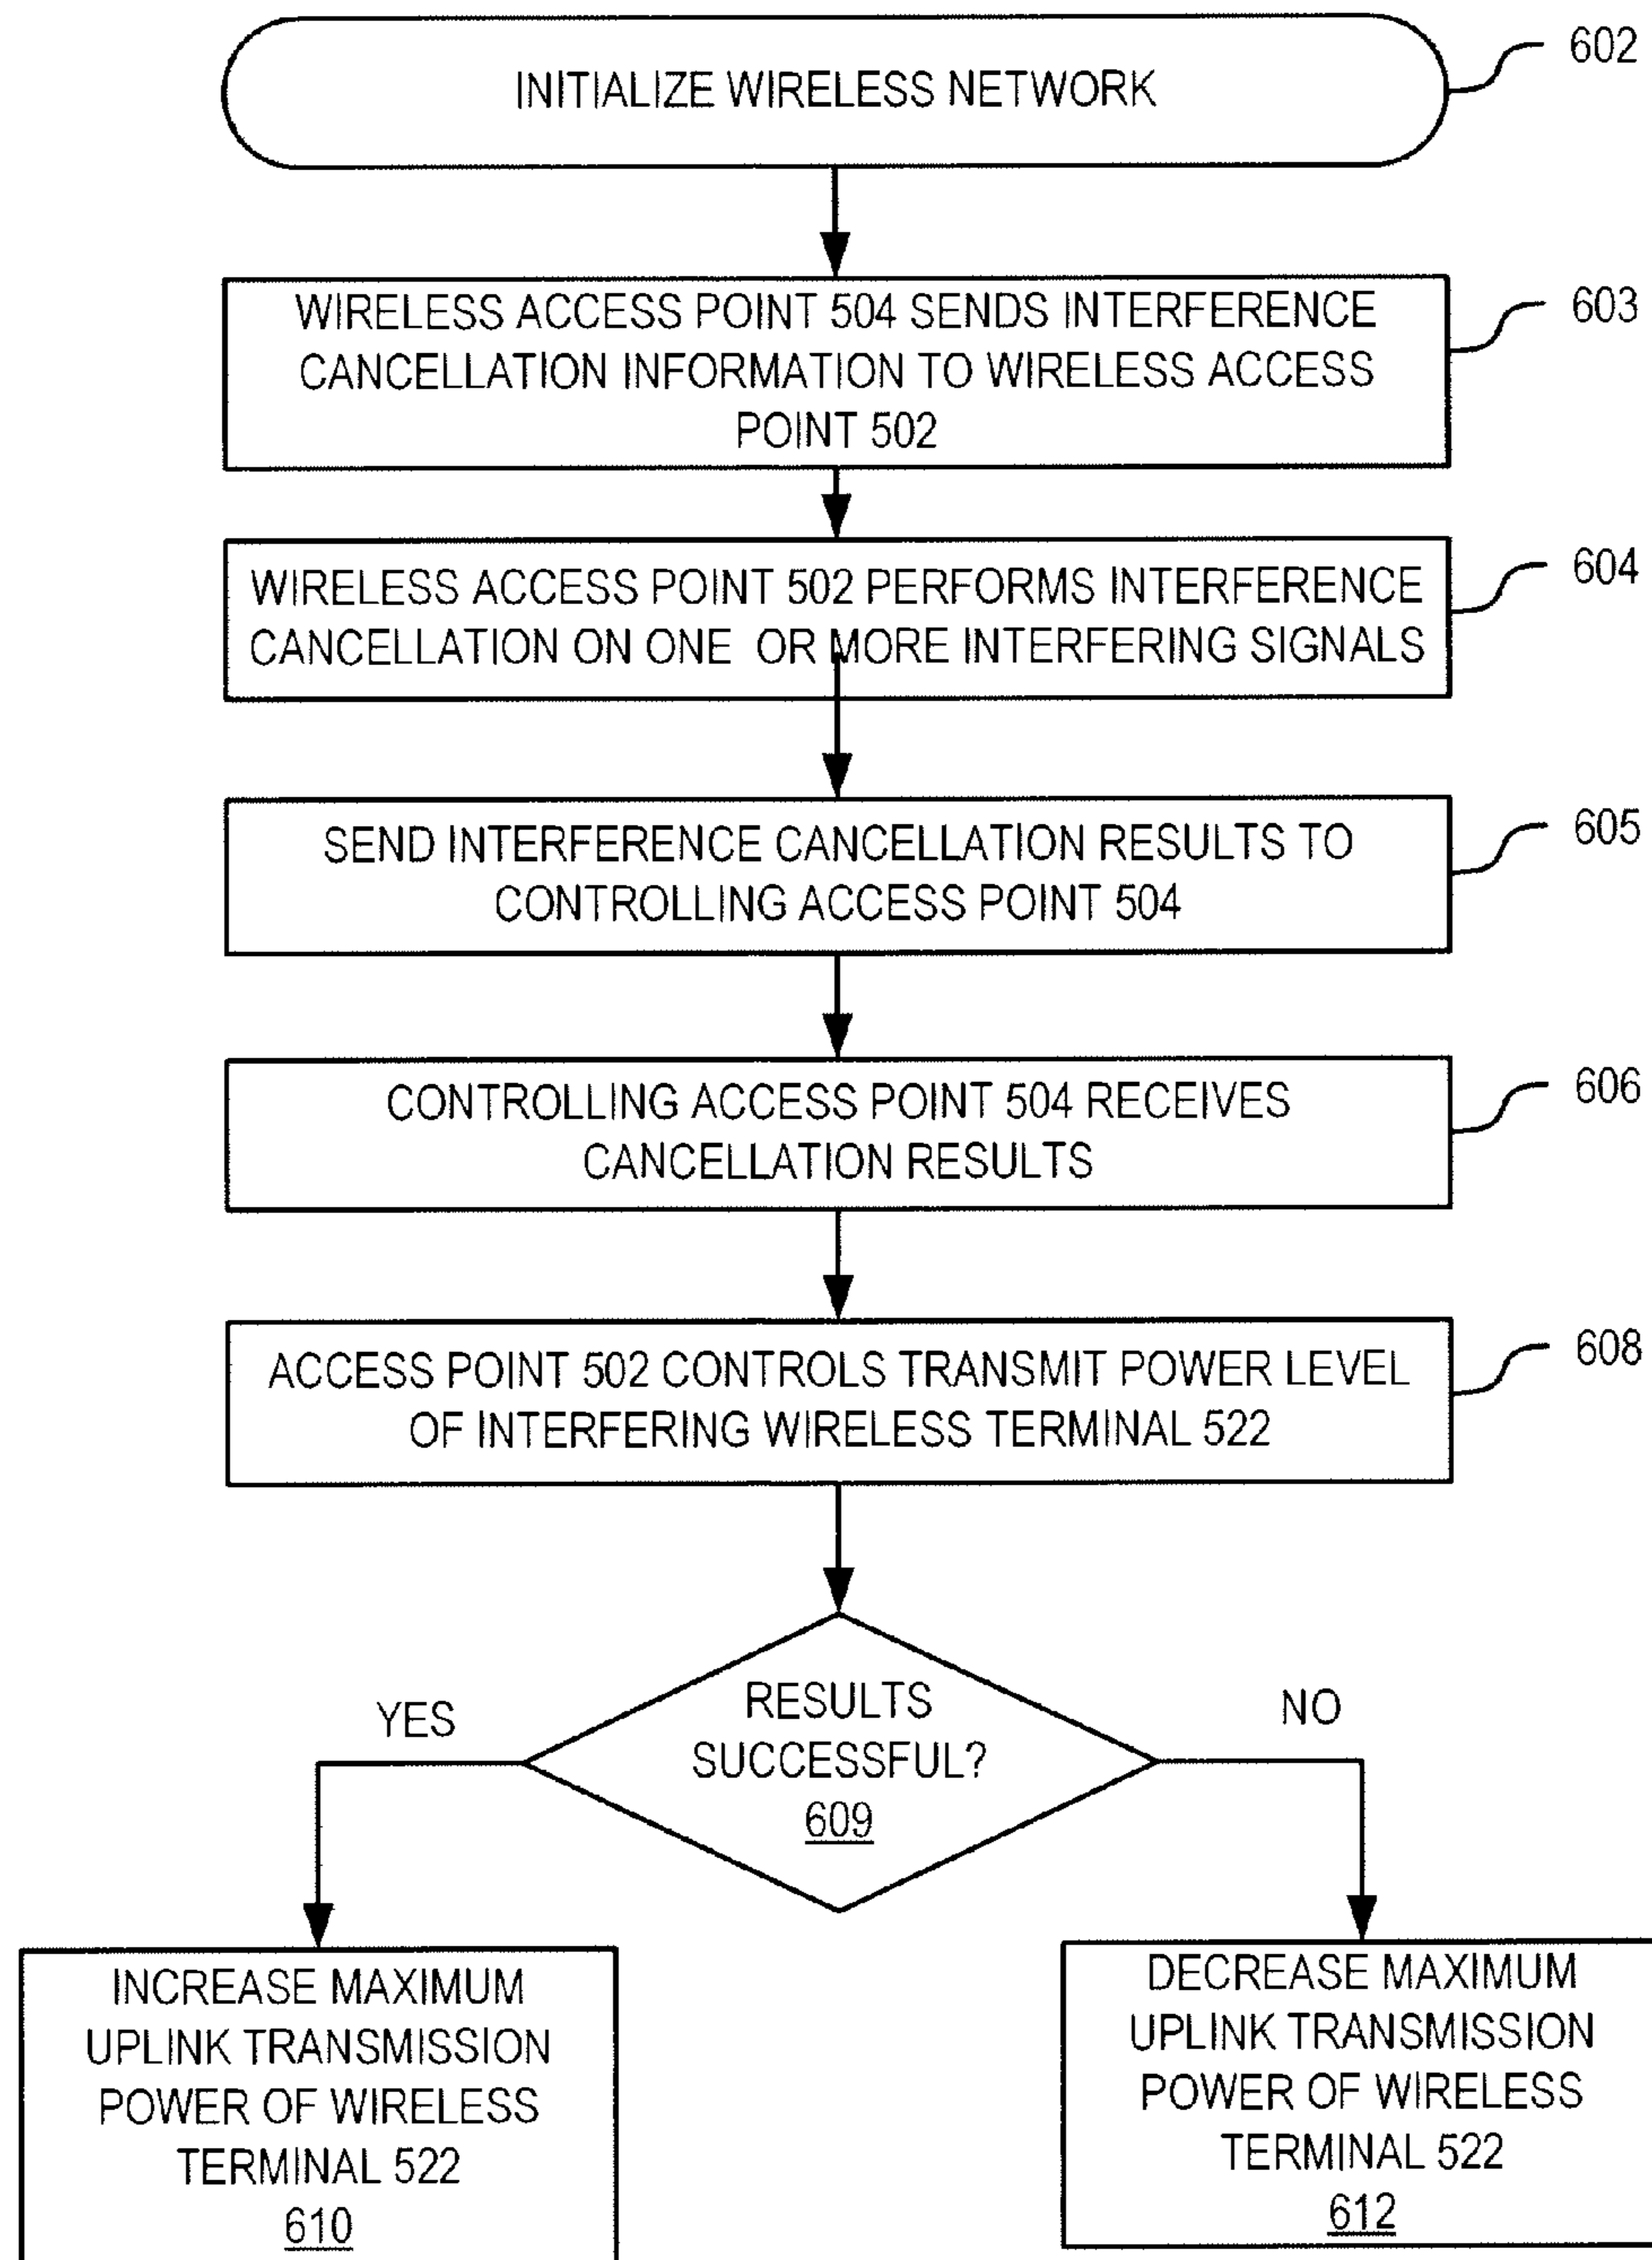 INITIALIZE WIRELESS NETWORK
602
WIRELESS ACCESS POINT 504 SENDS INTERFERENCE
CANCELLATION INFORMATION TO WIRELESS ACCESS
POINT 502
603
WIRELESS ACCESS POINT 502 PERFORMS INTERFERENCE
CANCELLATION ON ONE OR MORE INTERFERING SIGNALS
604
SEND INTERFERENCE CANCELLATION RESULTS TO
CONTROLLING ACCESS POINT 504
605
CONTROLLING ACCESS POINT 504 RECEIVES
CANCELLATION RESULTS
606
ACCESS POINT 502 CONTROLS TRANSMIT POWER LEVEL
OF INTERFERING WIRELESS TERMINAL 522
608
RESULTS
SUCCESSFUL?
609
YES
NO
INCREASE MAXIMUM
UPLINK TRANSMISSION
POWER OF WIRELESS
TERMINAL 522
610
DECREASE MAXIMUM
UPLINK TRANSMISSION
POWER OF WIRELESS
TERMINAL 522
612